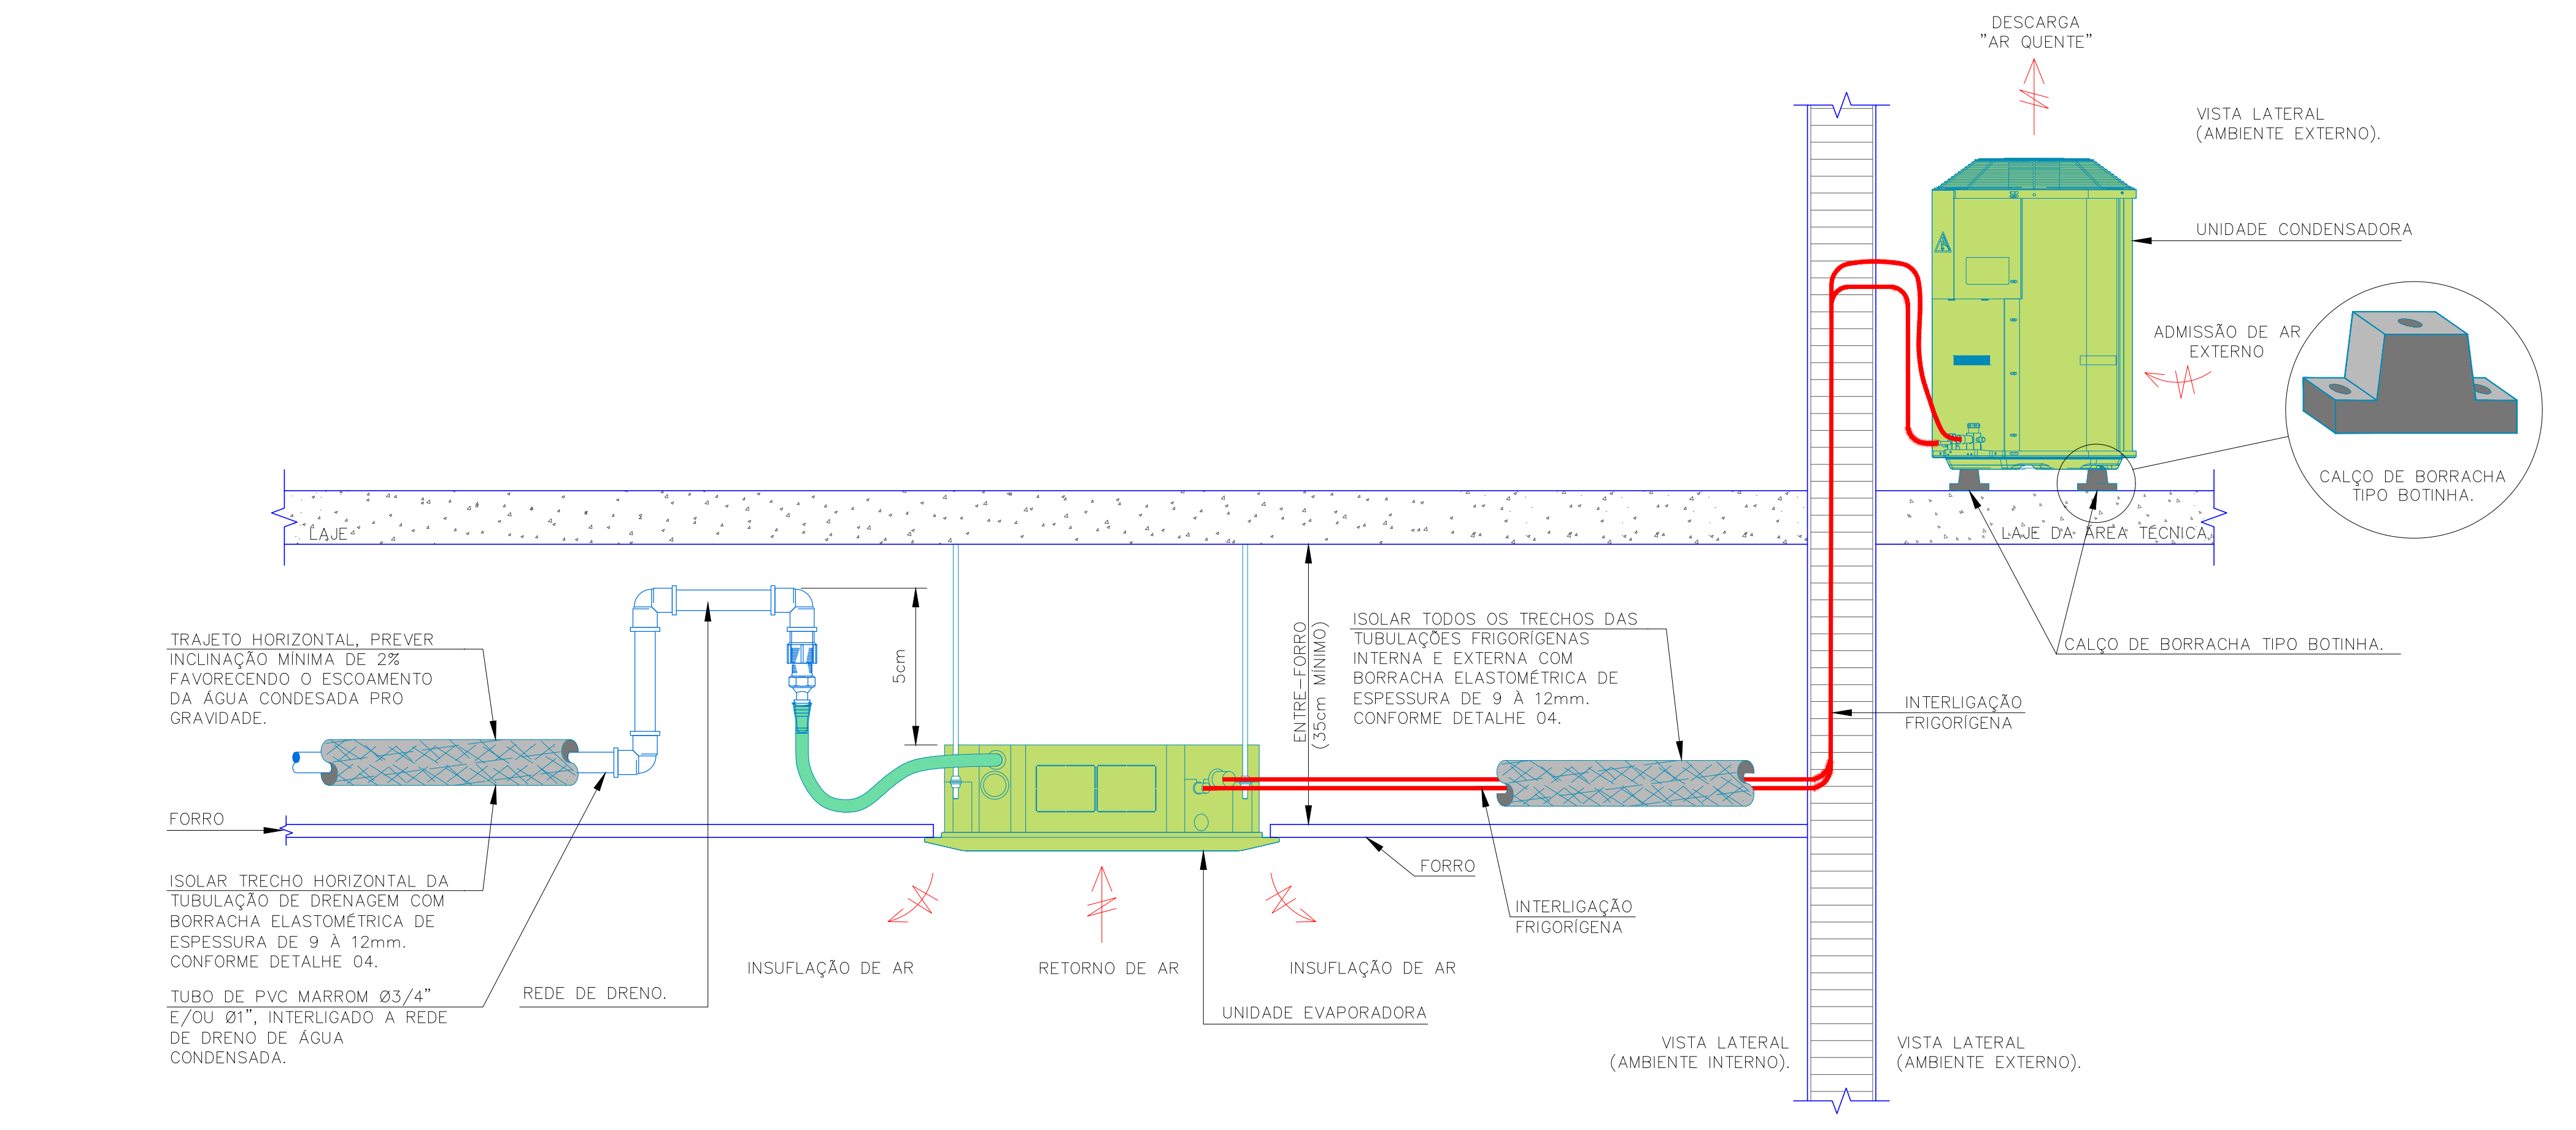 DESCARGA
"AR QUENTE"
VISTA LATERAL
(AMBIENTE EXTERNO).
UNIDADE CONDENSADORA
ADMISSÃO DE AR
EXTERNO
CALÇO DE BORRACHA
TIPO BOTINHA.
LAJE
LAJE DA ÁREA TÉCNICA
CALÇO DE BORRACHA TIPO BOTINHA.
TRAJETO HORIZONTAL, PREVER
INCLINAÇÃO MÍNIMA DE 2%
FAVORECENDO O ESCOAMENTO
DA ÁGUA CONDESADA PRO
GRAVIDADE.
5cm
ENTRE-FORRO
(35cm MÍNIMO)
ISOLAR TODOS OS TRECHOS DAS
TUBULAÇÕES FRIGORÍGENAS
INTERNA E EXTERNA COM
BORRACHA ELASTOMÉTRICA DE
ESPESSURA DE 9 À 12mm.
CONFORME DETALHE 04.
INTERLIGAÇÃO
FRIGORÍGENA
FORRO
FORRO
ISOLAR TRECHO HORIZONTAL DA
TUBULAÇÃO DE DRENAGEM COM
BORRACHA ELASTOMÉTRICA DE
ESPESSURA DE 9 À 12mm.
CONFORME DETALHE 04.
INTERLIGAÇÃO
FRIGORÍGENA
INSUFLAÇÃO DE AR
RETORNO DE AR
INSUFLAÇÃO DE AR
TUBO DE PVC MARROM Ø3/4"
E/OU Ø1", INTERLIGADO A REDE
DE DRENO DE ÁGUA
CONDENSADA.
REDE DE DRENO.
UNIDADE EVAPORADORA
VISTA LATERAL
(AMBIENTE INTERNO).
VISTA LATERAL
(AMBIENTE EXTERNO).